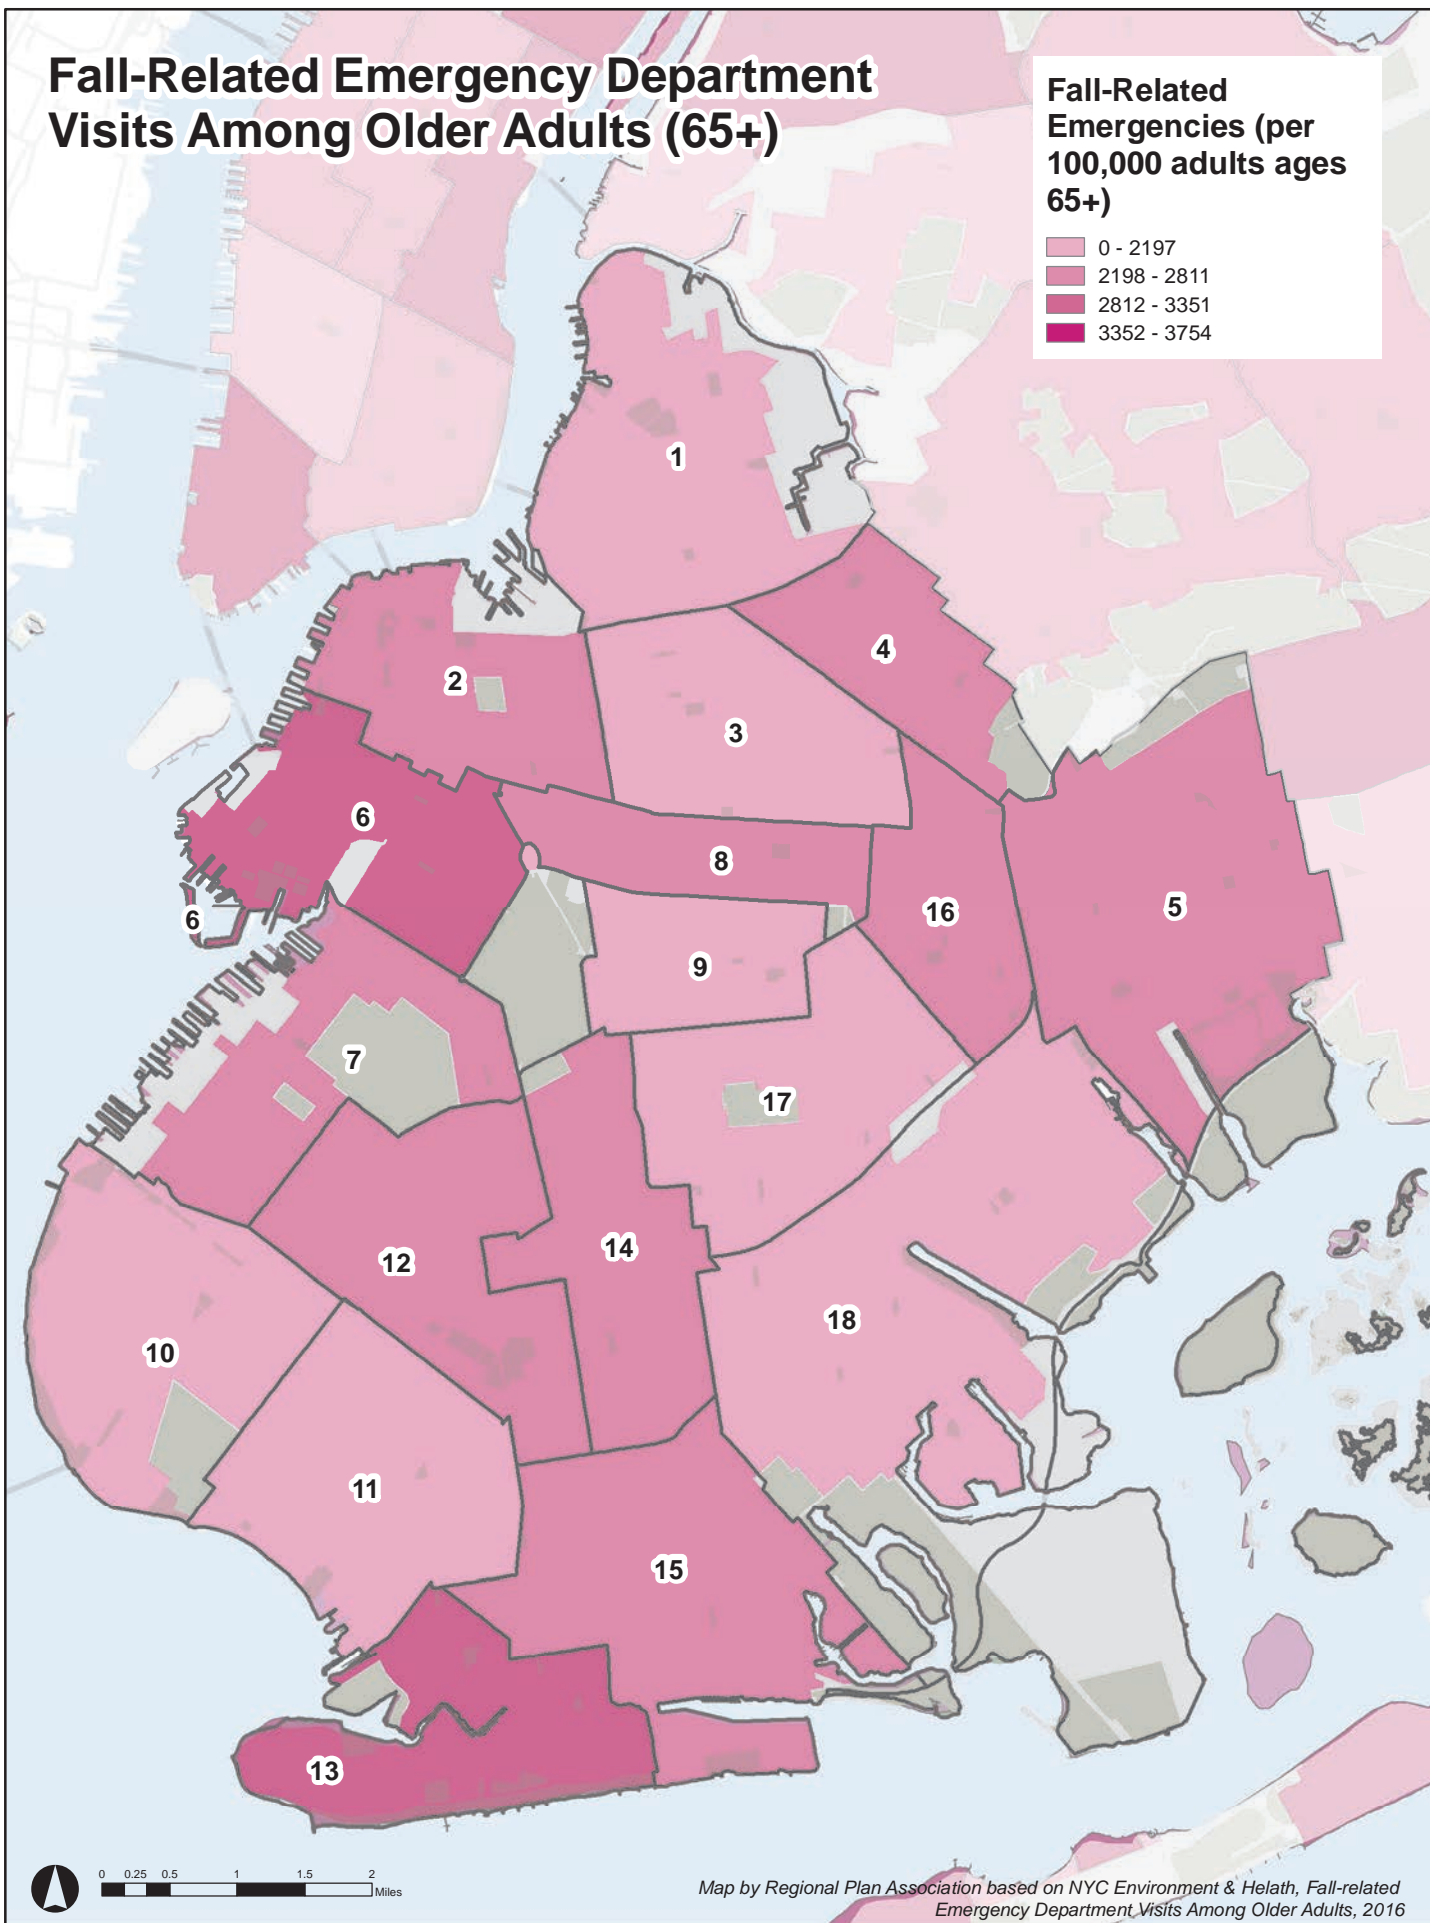 Fall-Related Emergency Department
Visits Among Older Adults (65+)
Fall-Related
Emergencies (per
100,000 adults ages
65+)
0 - 2197
2198 - 2811
2812 - 3351
3352 - 3754
1
4
2
3
6
8
5
16
6
9
7
17
14
12
18
10
11
15
13
0 0.25 0.5 1 1.5 2
Miles
Map by Regional Plan Association based on NYC Environment & Helath, Fall-related
Emergency Department Visits Among Older Adults, 2016